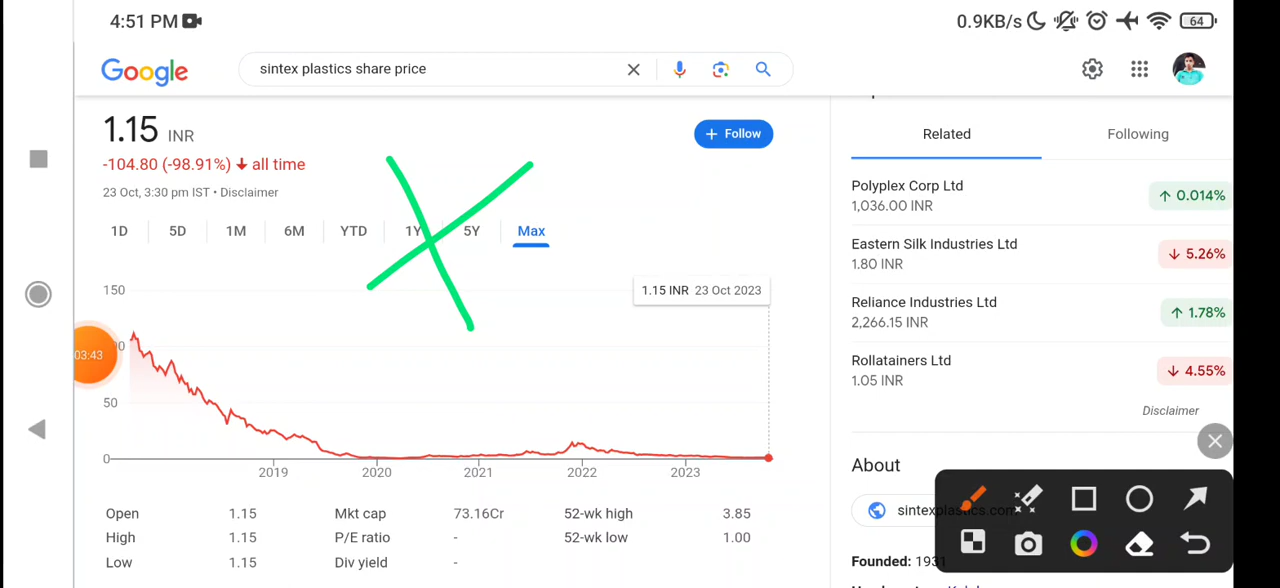 4:51 PM
0.9KB/s 64
Google
sintex plastics share price
1.15 INR
Follow
-104.80 (-98.91%) all time
23 Oct, 3:30 pm IST • Disclaimer
1D 5D 1M 6M YTD 1Y 5Y Max
1.15 INR 23 Oct 2023
150
03:43
50
0
2019 2020 2021 2022 2023
Open 1.15 Mkt cap 73.16Cr 52-wk high 3.85
High 1.15 P/E ratio - 52-wk low 1.00
Low 1.15 Div yield -
Related Following
Polyplex Corp Ltd
1,036.00 INR 0.014%
Eastern Silk Industries Ltd
1.80 INR 5.26%
Reliance Industries Ltd
2,266.15 INR 1.78%
Rollatainers Ltd
1.05 INR 4.55%
Disclaimer
About
sintexplastics.com
Founded: 1931